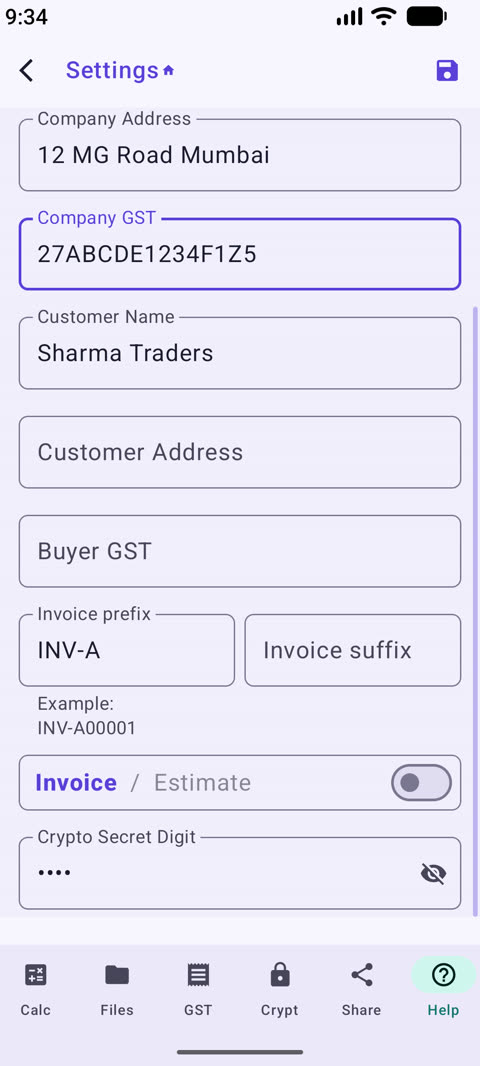 9:34
Settings
Company Address
12 MG Road Mumbai
Company GST
27ABCDE1234F1Z5
Customer Name
Sharma Traders
Customer Address
Buyer GST
Invoice prefix
INV-A
Invoice suffix
Example:
INV-A00001
Invoice / Estimate
Crypto Secret Digit
••••
Calc Files GST Crypt Share Help